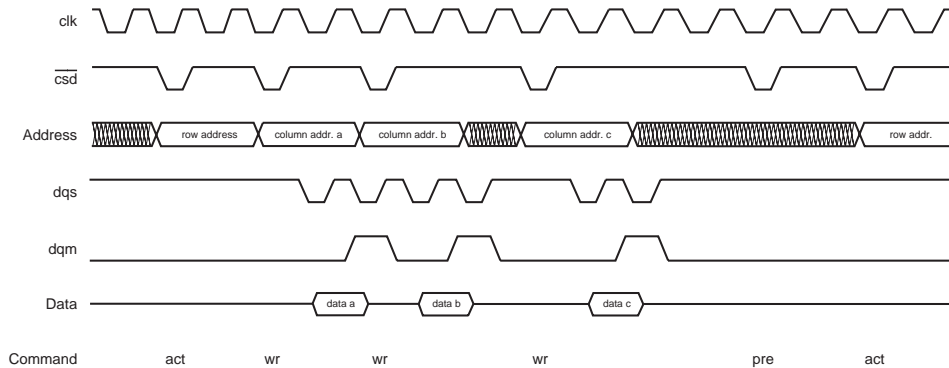 clk
csd
Address row address column addr. a column addr. b column addr. c row addr.
dqs
dqm
Data data a data b data c
Command act wr wr wr pre act